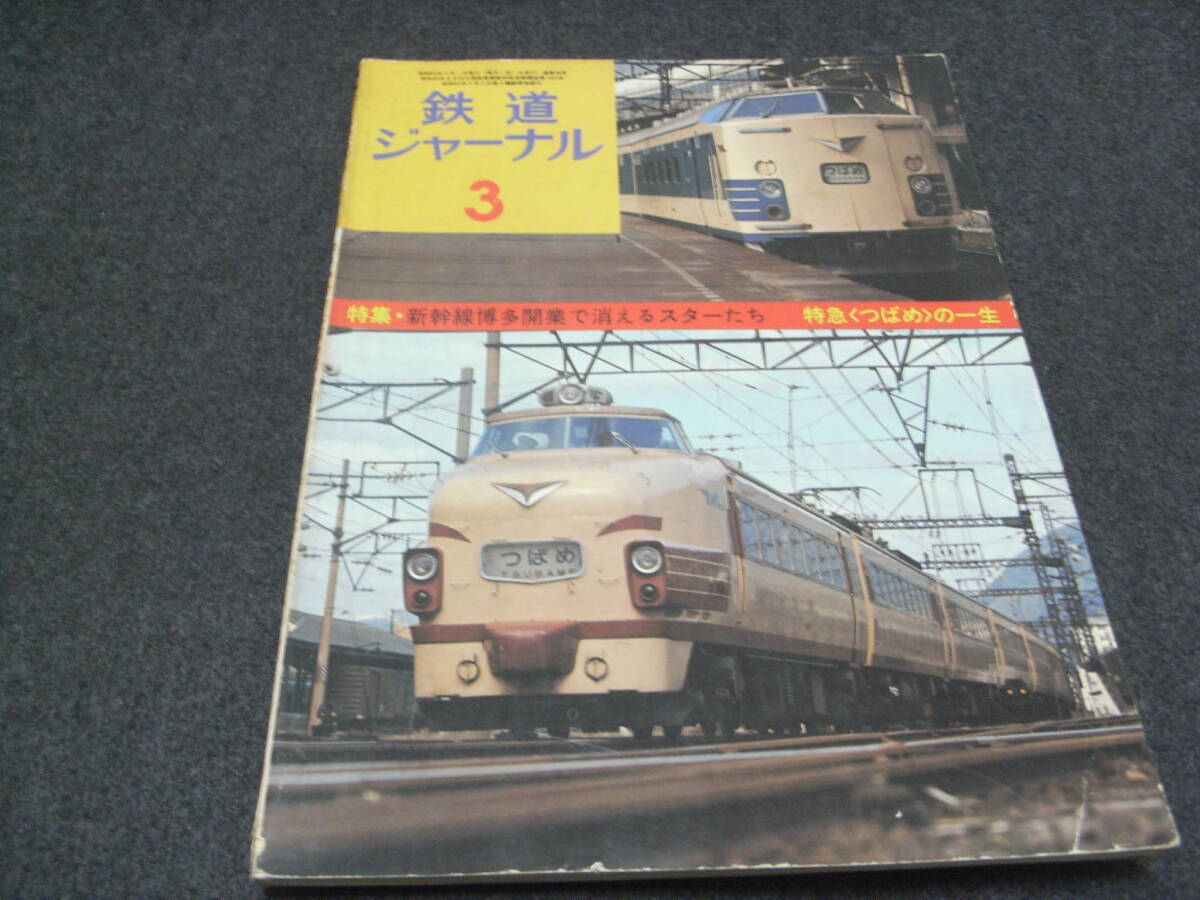 鉄道
ジャーナル
3
つばめ
特集・新幹線博多開業で消えるスターたち 特急<つばめ>の一生
つばめ
TSUBAME